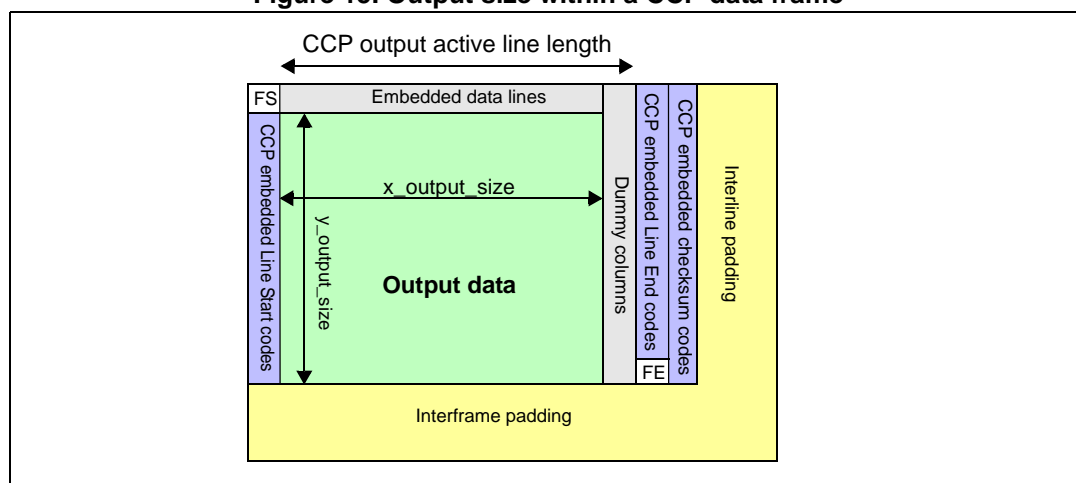 Figure 16. Output size within a CCP data frame
CCP output active line length
FS
Embedded data lines
CCP embedded Line Start codes
x_output_size
y_output_size
Output data
Dummy columns
CCP embedded Line End codes
FE
CCP embedded checksum codes
Interline padding
Interframe padding